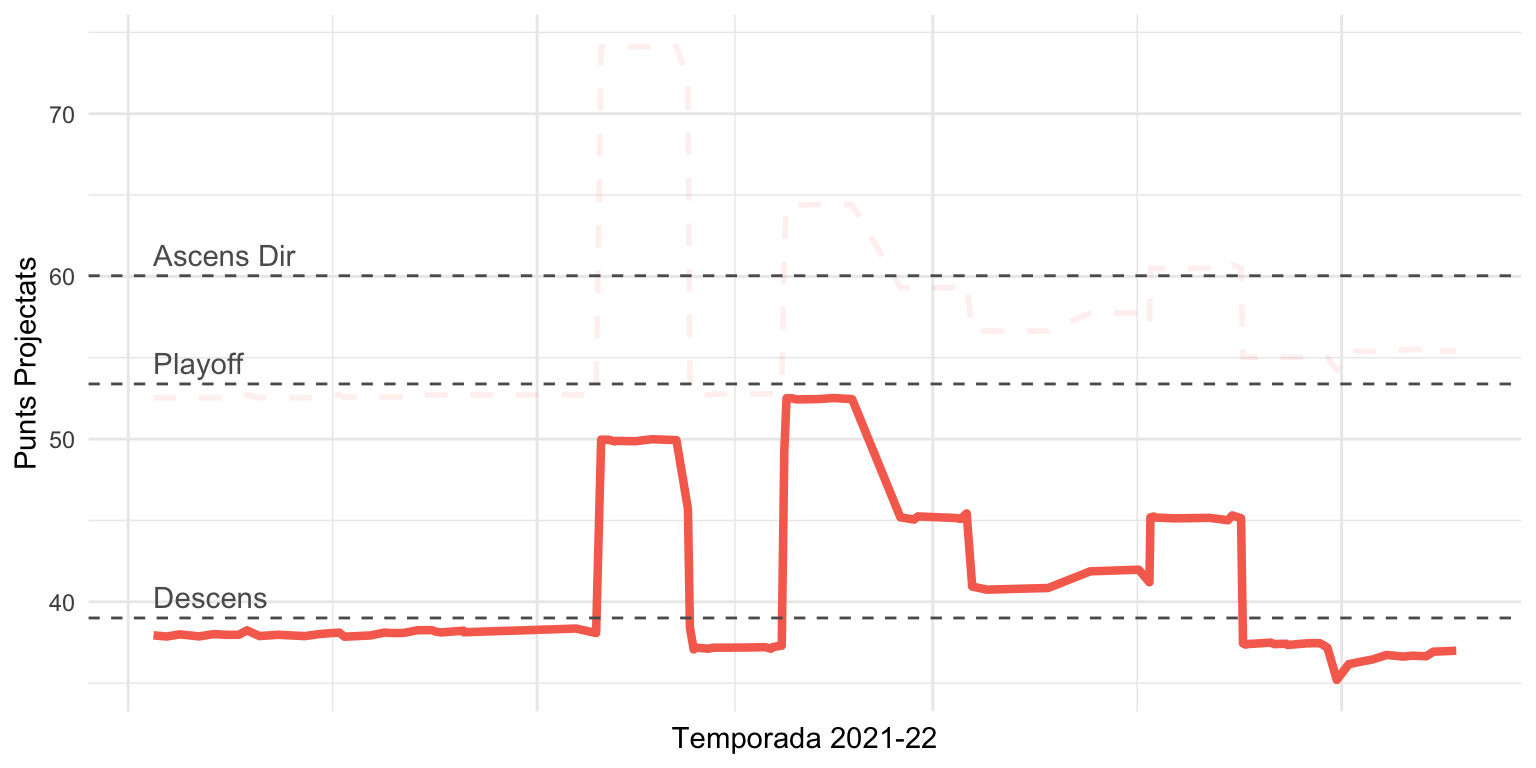 70
Ascens Dir
60
Playoff
50
Descens
40
Punts Projectats
Temporada 2021-22